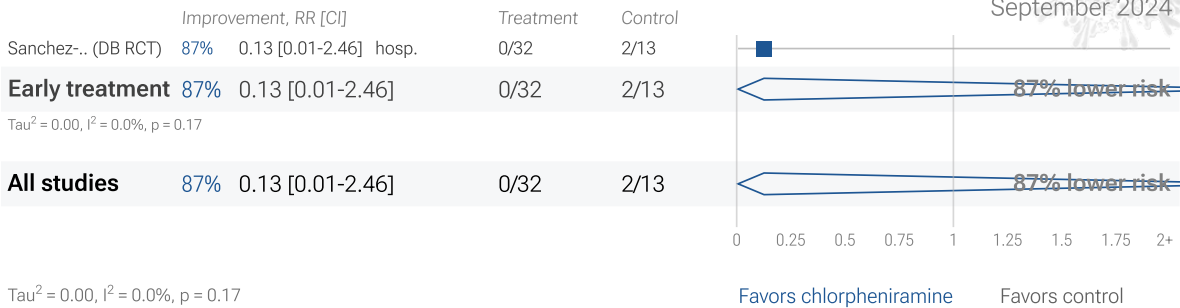 September 2024
Improvement, RR [CI] Treatment Control
Sanchez-.. (DB RCT) 87% 0.13 [0.01-2.46] hosp. 0/32 2/13
Early treatment 87% 0.13 [0.01-2.46] 0/32 2/13 87% lower risk
Tau² = 0.00, I² = 0.0%, p = 0.17
All studies 87% 0.13 [0.01-2.46] 0/32 2/13 87% lower risk
0 0.25 0.5 0.75 1 1.25 1.5 1.75 2+
Tau² = 0.00, I² = 0.0%, p = 0.17 Favors chlorpheniramine Favors control